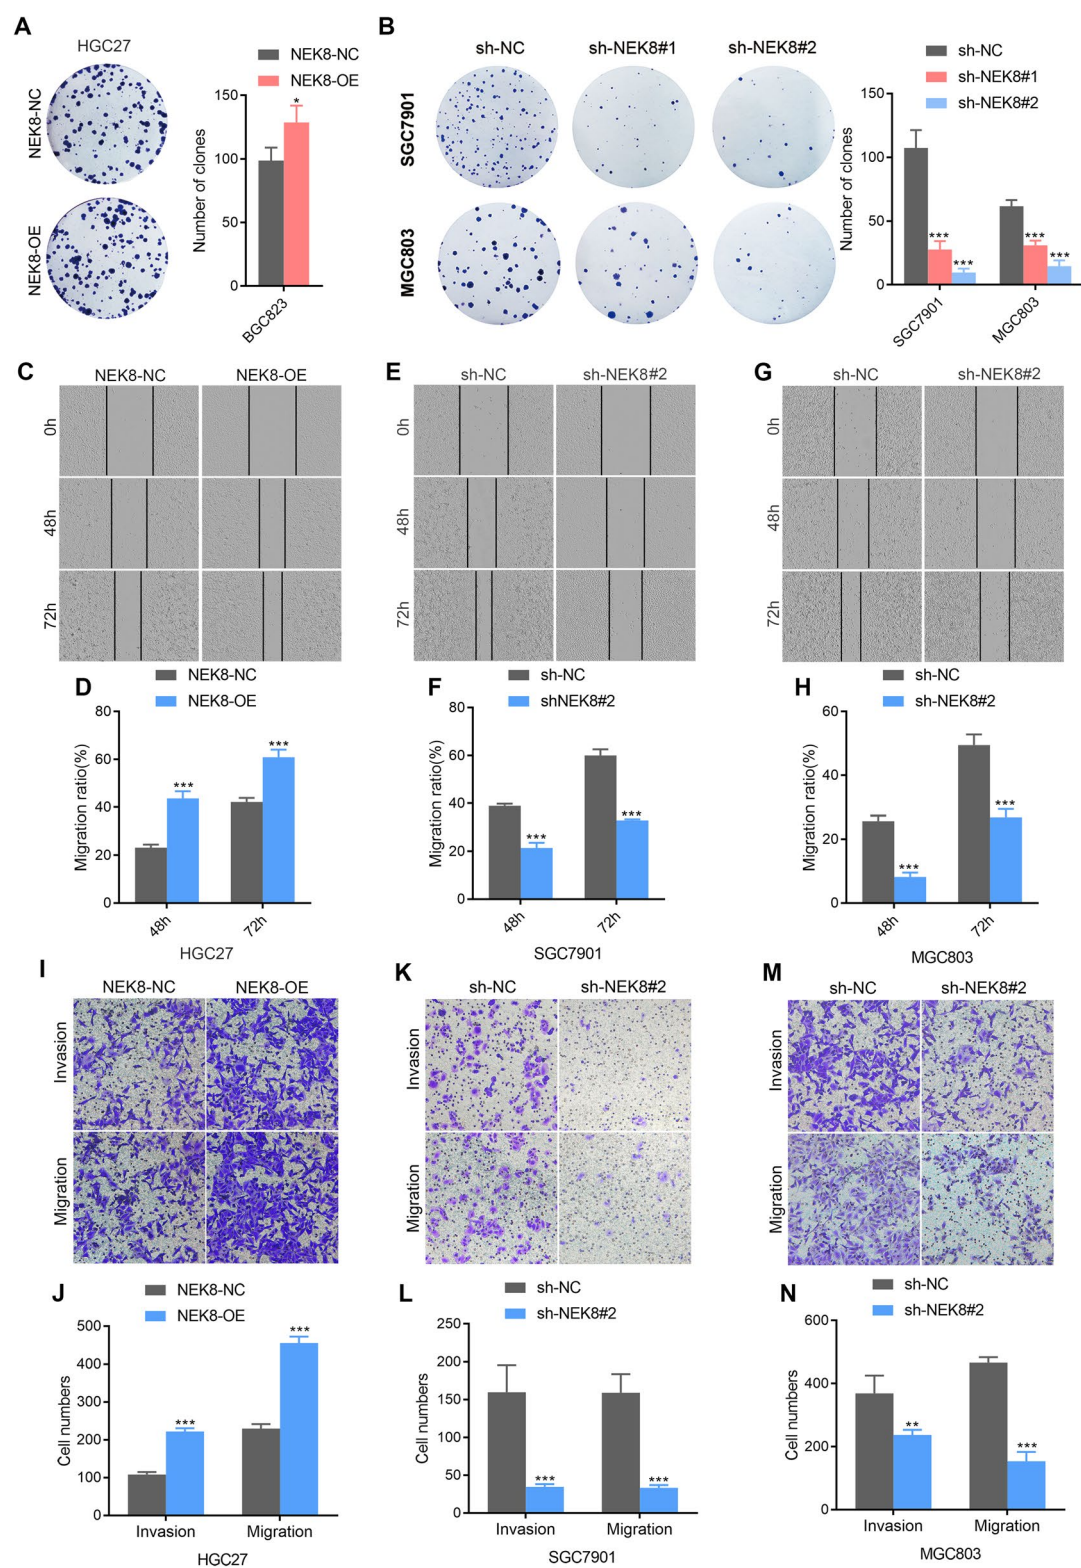 A
HGC27
NEK8-NC
NEK8-OE
NEK8-NC
NEK8-OE
Number of clones
150
100
50
0
*
BGC823
B
sh-NC sh-NEK8#1 sh-NEK8#2
SGC7901
MGC803
sh-NC
sh-NEK8#1
sh-NEK8#2
Number of clones
150
100
50
0
*** *** *** ***
SGC7901 MGC803
C
NEK8-NC NEK8-OE
0h
48h
72h
E
sh-NC sh-NEK8#2
0h
48h
72h
G
sh-NC sh-NEK8#2
0h
48h
72h
D
NEK8-NC
NEK8-OE
Migration ratio(%)
80
60
40
20
0
*** ***
48h 72h
HGC27
F
sh-NC
shNEK8#2
Migration ratio(%)
80
60
40
20
0
*** ***
48h 72h
SGC7901
H
sh-NC
sh-NEK8#2
Migration ratio(%)
60
40
20
0
*** ***
48h 72h
MGC803
I
NEK8-NC NEK8-OE
Invasion
Migration
K
sh-NC sh-NEK8#2
Invasion
Migration
M
sh-NC sh-NEK8#2
Invasion
Migration
J
NEK8-NC
NEK8-OE
Cell numbers
500
400
300
200
100
0
*** ***
Invasion Migration
HGC27
L
sh-NC
sh-NEK8#2
Cell numbers
250
200
150
100
50
0
*** ***
Invasion Migration
SGC7901
N
sh-NC
sh-NEK8#2
Cell numbers
600
400
200
0
** ***
Invasion Migration
MGC803